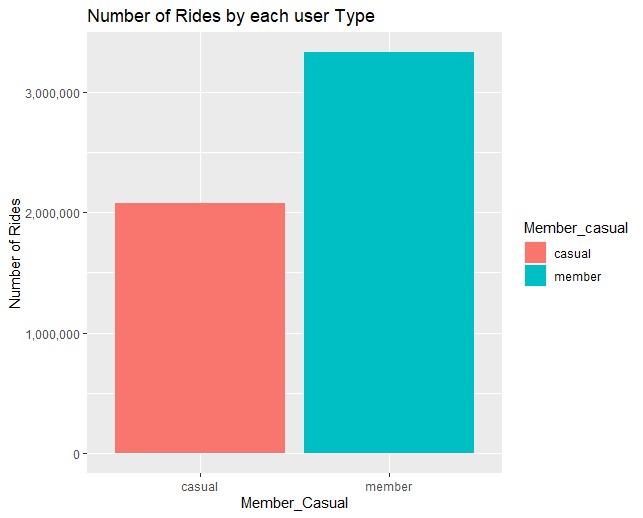 Number of Rides by each user Type
Number of Rides
3,000,000
2,000,000
1,000,000
0
casual
member
Member_Casual
Member_casual
casual
member